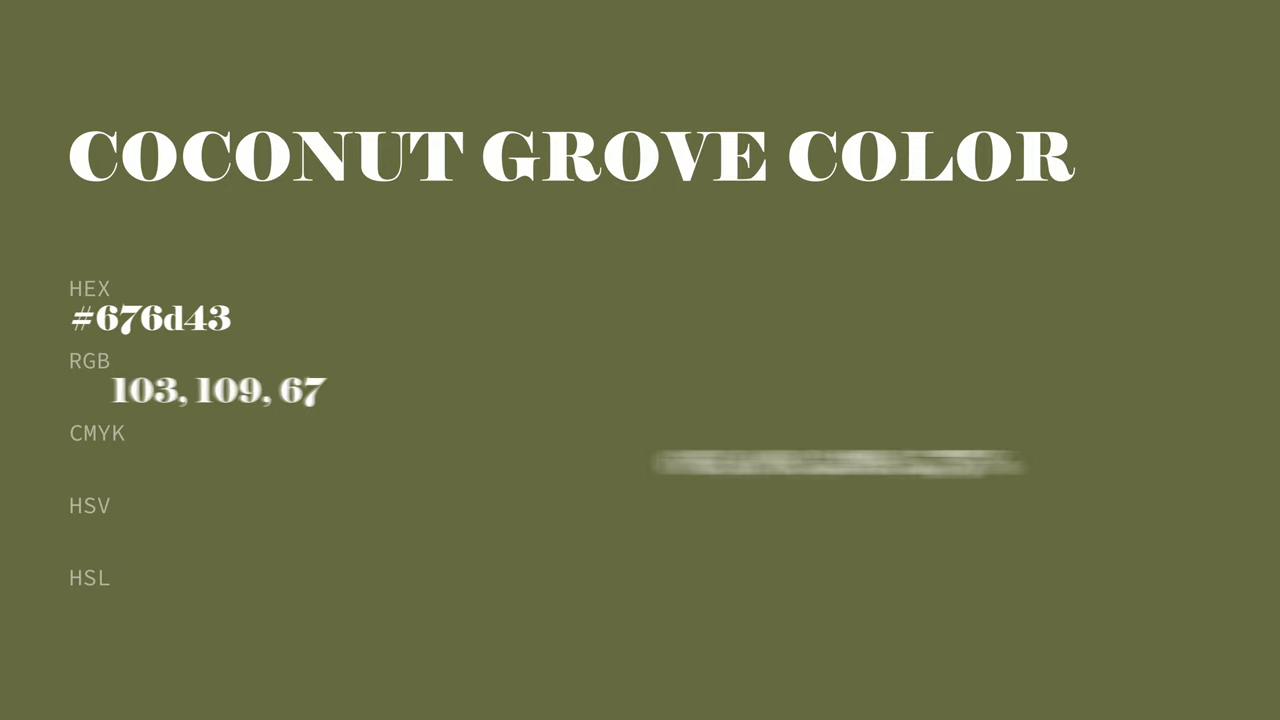 COCONUT GROVE COLOR
HEX
#676d43
RGB
103, 109, 67
CMYK
HSV
HSL